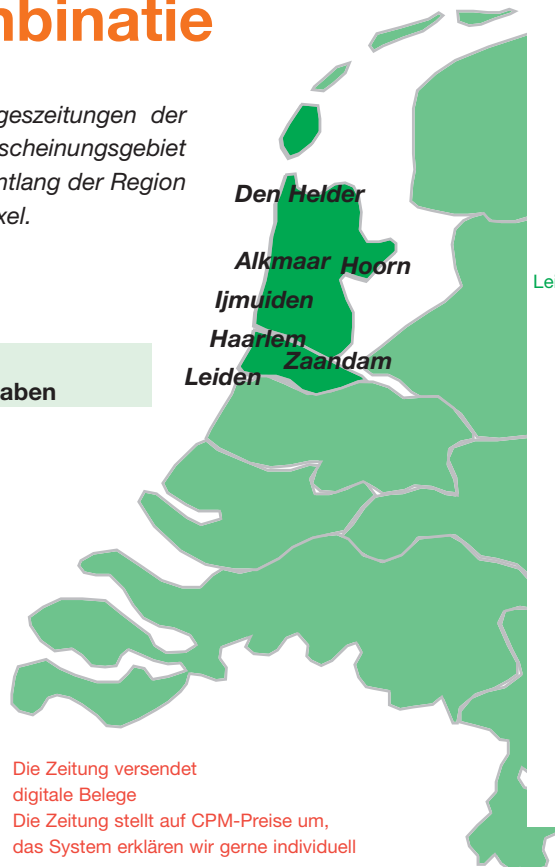 nbinatie
geszeitungen der
scheinungsgebiet
ntlang der Region
xel.
aben
Den Helder
Alkmaar
Hoorn
Ijmuiden
Haarlem
Zaandam
Leiden
Lei
Die Zeitung versendet
digitale Belege
Die Zeitung stellt auf CPM-Preise um,
das System erklären wir gerne individuell